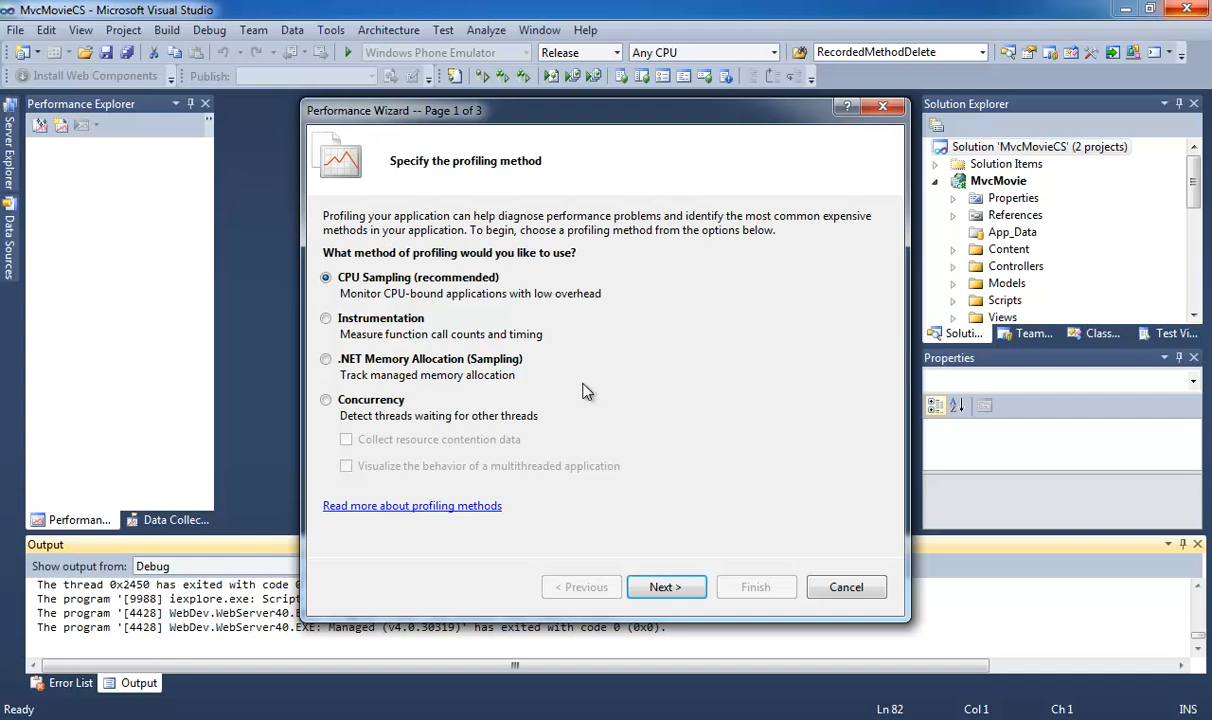 MvcMovieCS - Microsoft Visual Studio
File Edit View Project Build Debug Team Data Tools Architecture Test Analyze Window Help
Windows Phone Emulator Release Any CPU RecordedMethodDelete
Install Web Components Publish:
Server Explorer
Data Sources
Performance Explorer
Performan... Data Collec...
Performance Wizard -- Page 1 of 3
Specify the profiling method
Profiling your application can help diagnose performance problems and identify the most common expensive
methods in your application. To begin, choose a profiling method from the options below.
What method of profiling would you like to use?
CPU Sampling (recommended)
Monitor CPU-bound applications with low overhead
Instrumentation
Measure function call counts and timing
.NET Memory Allocation (Sampling)
Track managed memory allocation
Concurrency
Detect threads waiting for other threads
Collect resource contention data
Visualize the behavior of a multithreaded application
Read more about profiling methods
< Previous Next > Finish Cancel
Solution Explorer
Solution 'MvcMovieCS' (2 projects)
Solution Items
MvcMovie
Properties
References
App_Data
Content
Controllers
Models
Scripts
Views
Soluti... Team... Class... Test Vi...
Properties
Output
Show output from: Debug
The thread 0x2450 has exited with code 0
The program '[9988] iexplore.exe: Scrip
The program '[4428] WebDev.WebServer40.E
The program '[4428] WebDev.WebServer40.EXE: Managed (v4.0.30319)' has exited with code 0 (0x0).
Error List Output
Ready Ln 82 Col 1 Ch 1 INS